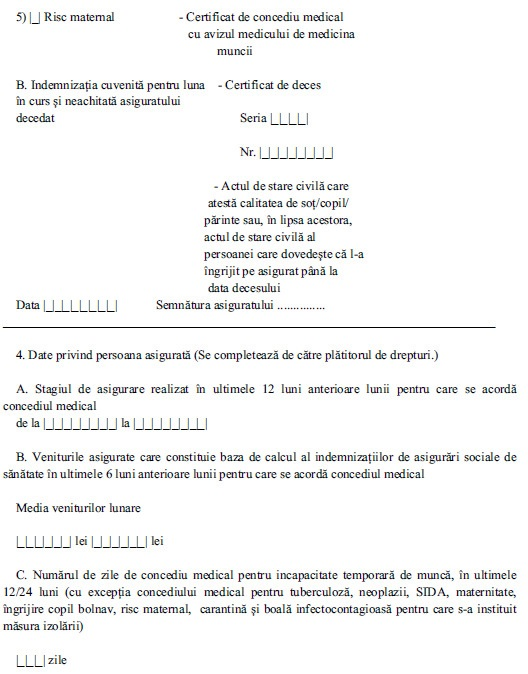 5) |_| Risc maternal - Certificat de concediu medical
cu avizul medicului de medicina
muncii
B. Indemnizația cuvenită pentru luna - Certificat de deces
în curs și neachitată asiguratului
decedat Seria |_|_|_|_|
Nr. |_|_|_|_|_|_|_|_|
- Actul de stare civilă care
atestă calitatea de soț/copil/
părinte sau, în lipsa acestora,
actul de stare civilă al
persoanei care dovedește că l-a
îngrijit pe asigurat până la
data decesului
Data |_|_|_|_|_|_|_|_| Semnătura asiguratului ...............
4. Date privind persoana asigurată (Se completează de către plătitorul de drepturi.)
A. Stagiul de asigurare realizat în ultimele 12 luni anterioare lunii pentru care se acordă
concediul medical
de la |_|_|_|_|_|_|_|_| la |_|_|_|_|_|_|_|_|
B. Veniturile asigurate care constituie baza de calcul al indemnizațiilor de asigurări sociale de
sănătate în ultimele 6 luni anterioare lunii pentru care se acordă concediul medical
Media veniturilor lunare
|_|_|_|_|_|_| lei |_|_|_|_|_|_| lei
C. Numărul de zile de concediu medical pentru incapacitate temporară de muncă, în ultimele
12/24 luni (cu excepția concediului medical pentru tuberculoză, neoplazii, SIDA, maternitate,
îngrijire copil bolnav, risc maternal, carantină și boală infectocontagioasă pentru care s-a instituit
măsura izolării)
|_|_|_| zile